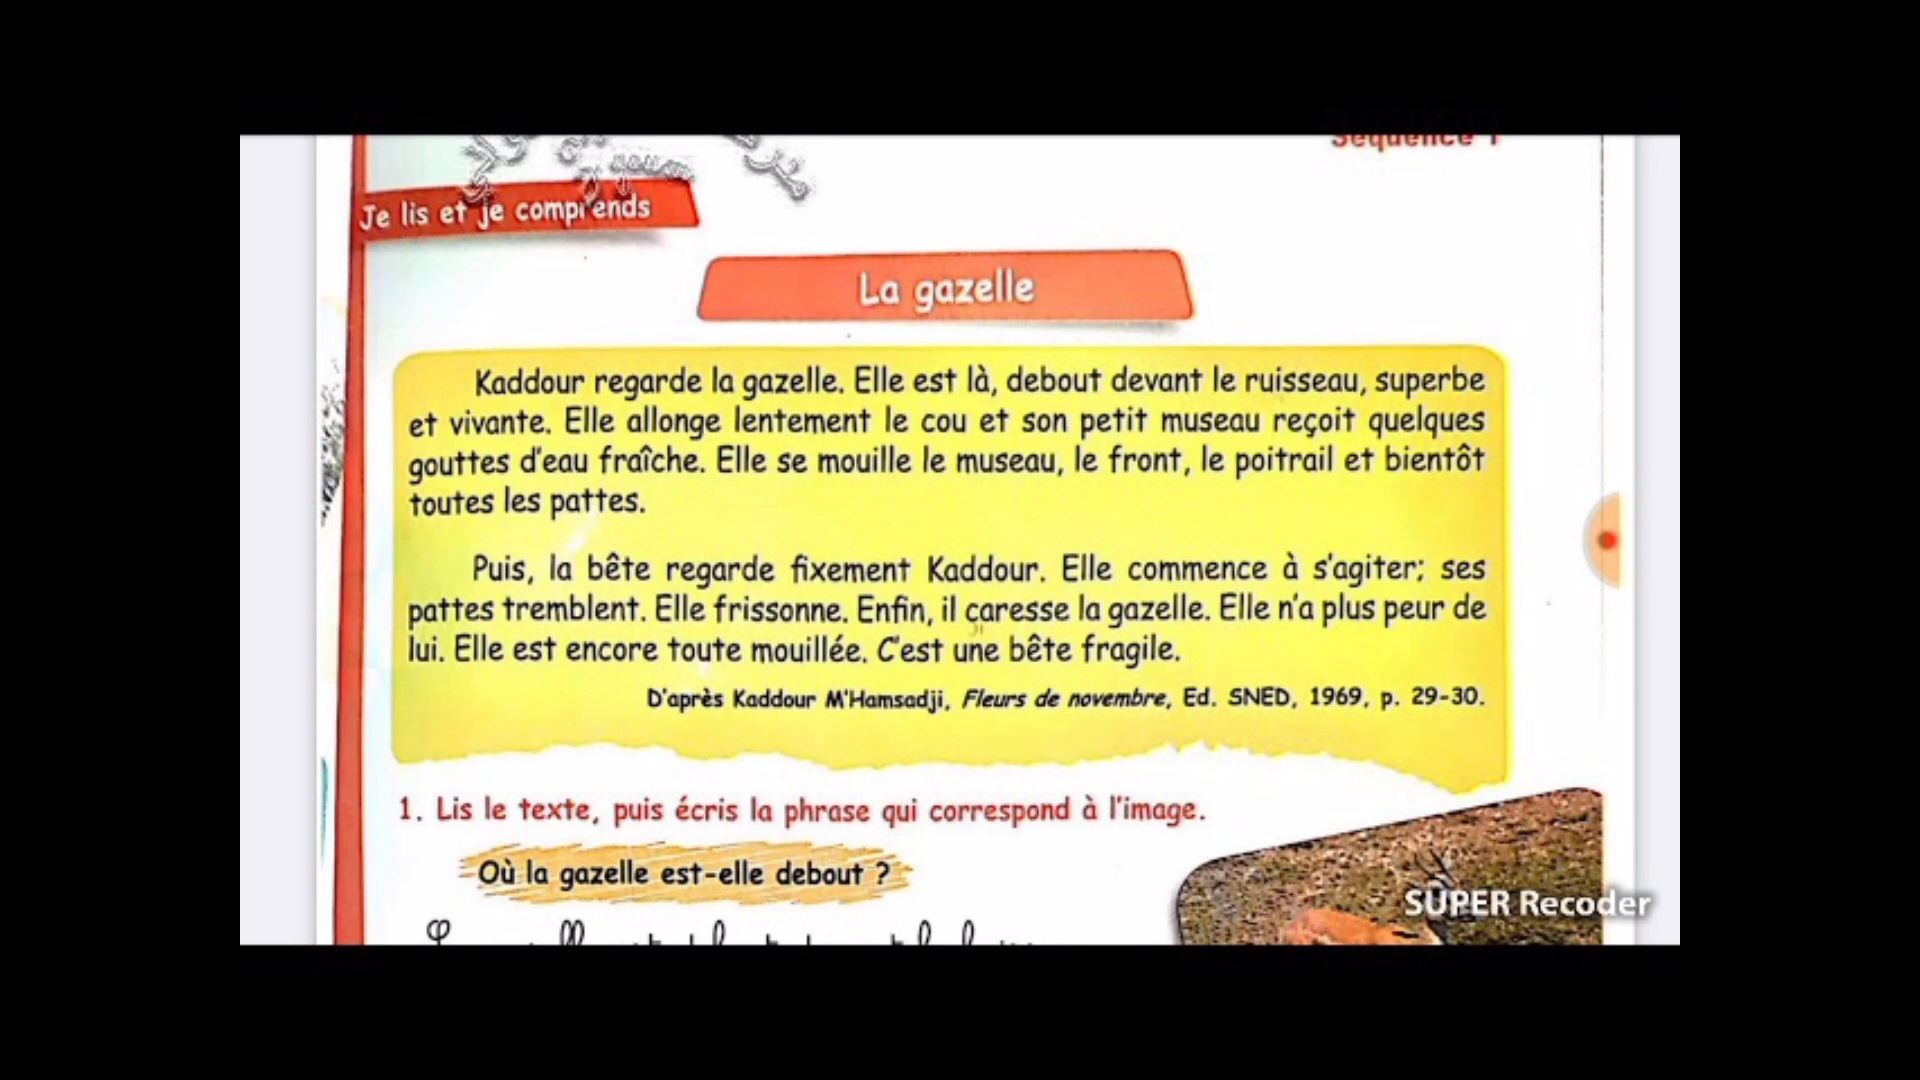 Séquence 1
Je lis et je comprends
La gazelle
Kaddour regarde la gazelle. Elle est là, debout devant le ruisseau, superbe
et vivante. Elle allonge lentement le cou et son petit museau reçoit quelques
gouttes d'eau fraîche. Elle se mouille le museau, le front, le poitrail et bientôt
toutes les pattes.
Puis, la bête regarde fixement Kaddour. Elle commence à s'agiter; ses
pattes tremblent. Elle frissonne. Enfin, il caresse la gazelle. Elle n'a plus peur de
lui. Elle est encore toute mouillée. C'est une bête fragile.
D'après Kaddour M'Hamsadji, Fleurs de novembre, Ed. SNED, 1969, p. 29-30.
1. Lis le texte, puis écris la phrase qui correspond à l'image.
Où la gazelle est-elle debout ?
SUPER Recoder